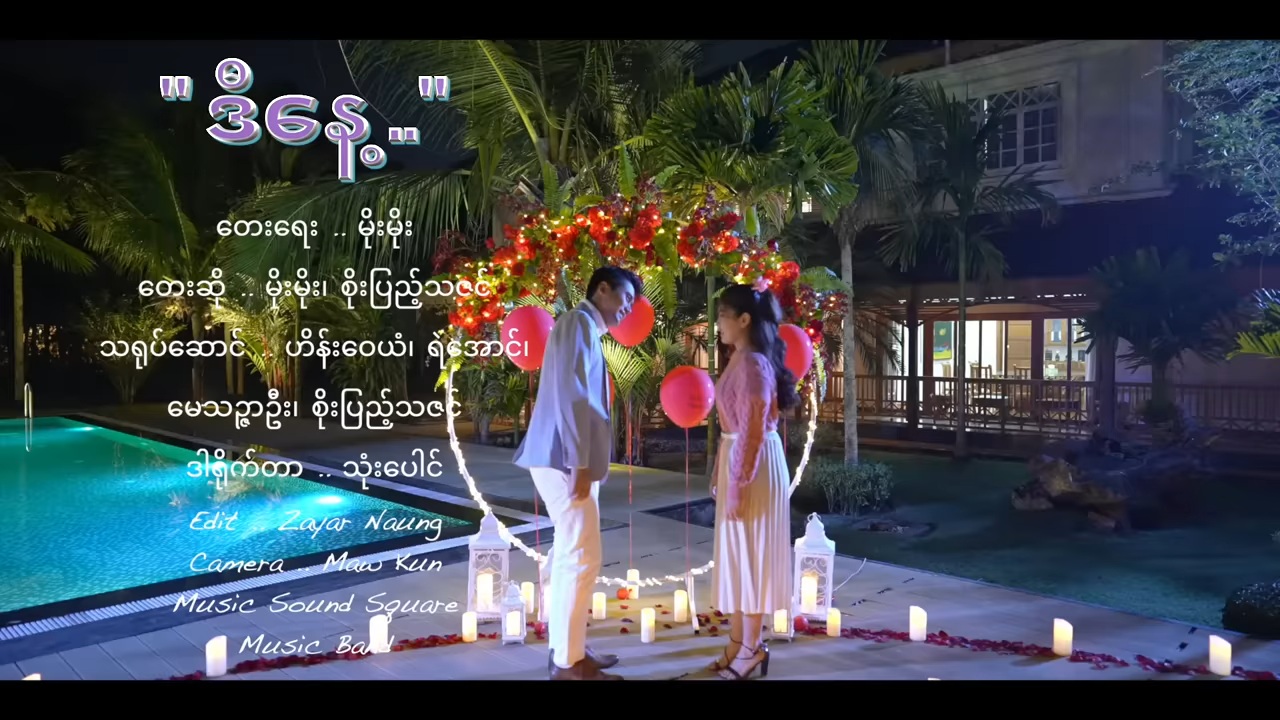 "ဒီနေ့.."
တေးရေး .. မိုးမိုး
တေးဆို .. မိုးမိုး၊ စိုးပြည့်သဇင်
သရုပ်ဆောင် .. ဟိန်းဝေယံ၊ ရဲအောင်၊
မေသဉ္ဇာဦး၊ စိုးပြည့်သဇင်
ဒါရိုက်တာ .. သုံးပေါင်
Edit .. Zayar Naung
Camera .. Maw Kun
Music Sound Square
Music Band